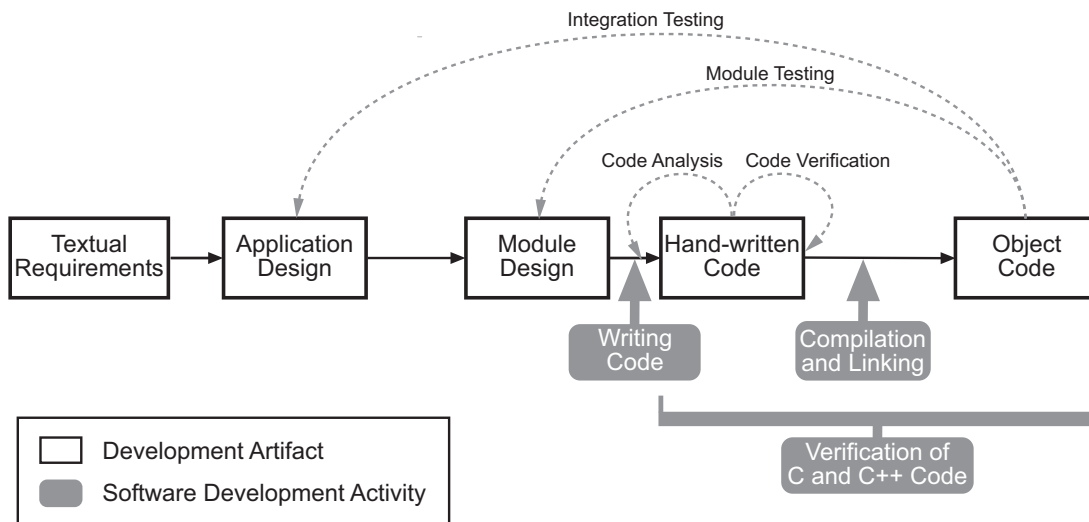 Integration Testing
Module Testing
Code Analysis
Code Verification
Textual
Requirements
Application
Design
Module
Design
Hand-written
Code
Object
Code
Writing
Code
Compilation
and Linking
Verification of
C and C++ Code
Development Artifact
Software Development Activity